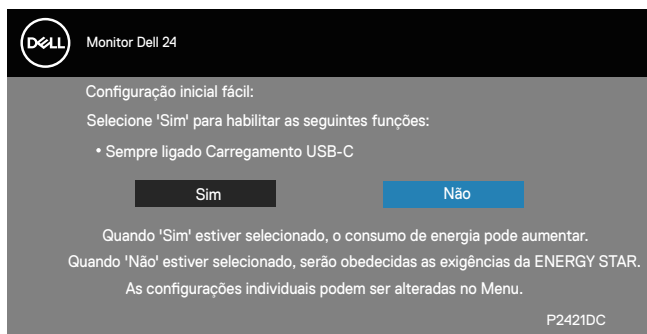 DELL
Monitor Dell 24
Configuração inicial fácil:
Selecione 'Sim' para habilitar as seguintes funções:
• Sempre ligado Carregamento USB-C
Sim Não
Quando 'Sim' estiver selecionado, o consumo de energia pode aumentar.
Quando 'Não' estiver selecionado, serão obedecidas as exigências da ENERGY STAR.
As configurações individuais podem ser alteradas no Menu.
P2421DC